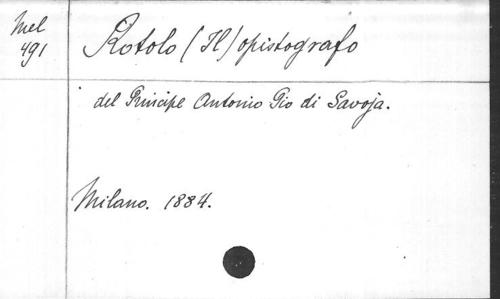 Mel
491
Rotolo (Il) opistografo
del Principe Antonio Pio di Savoja.
Milano. 1884.